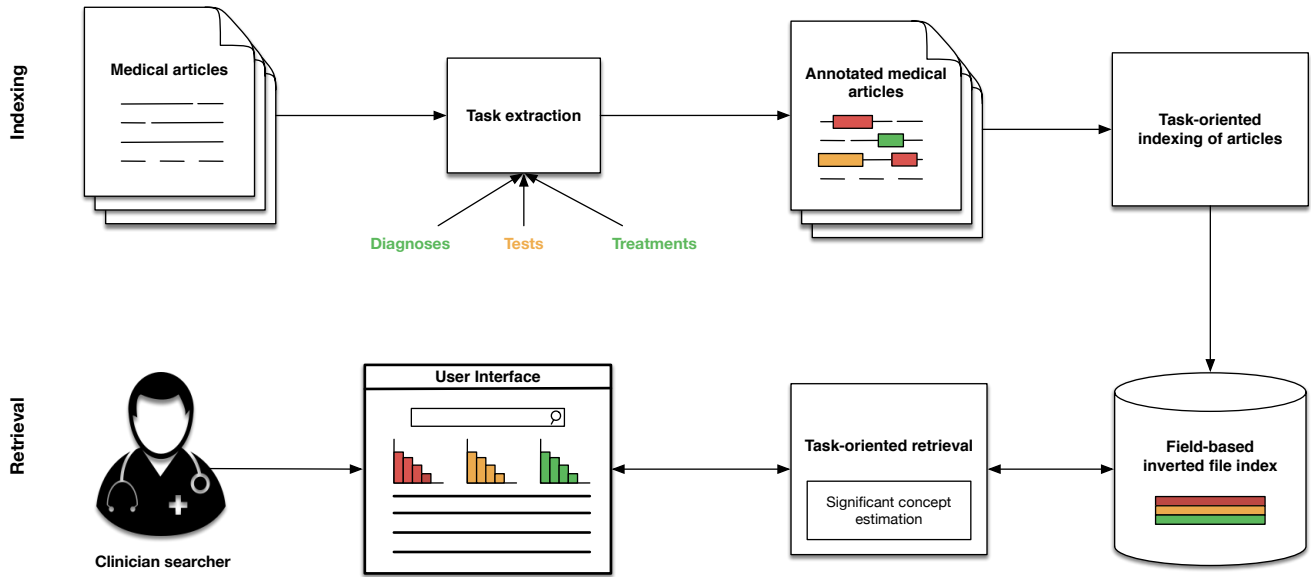 Indexing
Medical articles
Task extraction
Diagnoses
Tests
Treatments
Annotated medical
articles
Task-oriented
indexing of articles
Retrieval
Clinician searcher
User Interface
Task-oriented retrieval
Significant concept
estimation
Field-based
inverted file index